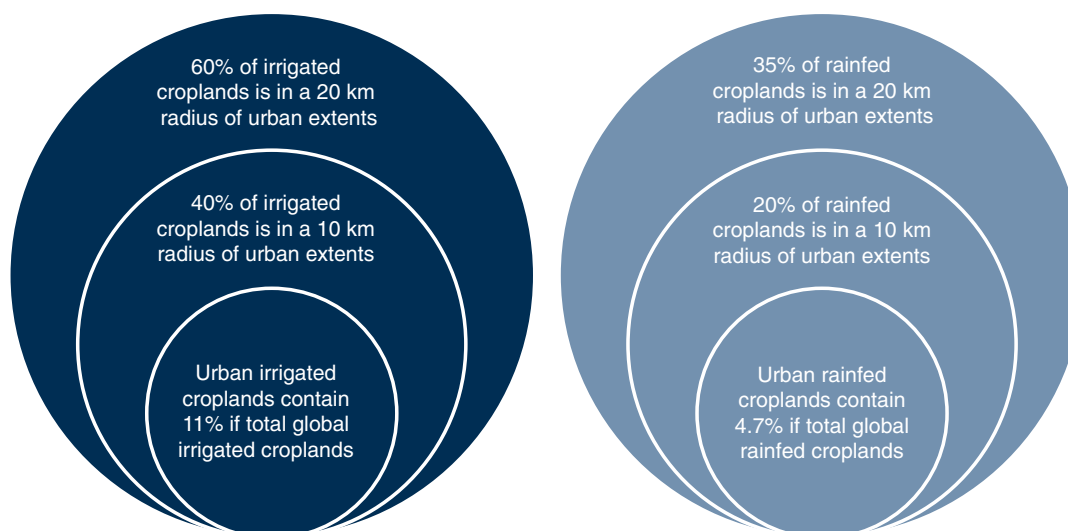 60% of irrigated
croplands is in a 20 km
radius of urban extents
40% of irrigated
croplands is in a 10 km
radius of urban extents
Urban irrigated
croplands contain
11% if total global
irrigated croplands
35% of rainfed
croplands is in a 20 km
radius of urban extents
20% of rainfed
croplands is in a 10 km
radius of urban extents
Urban rainfed
croplands contain
4.7% if total global
rainfed croplands